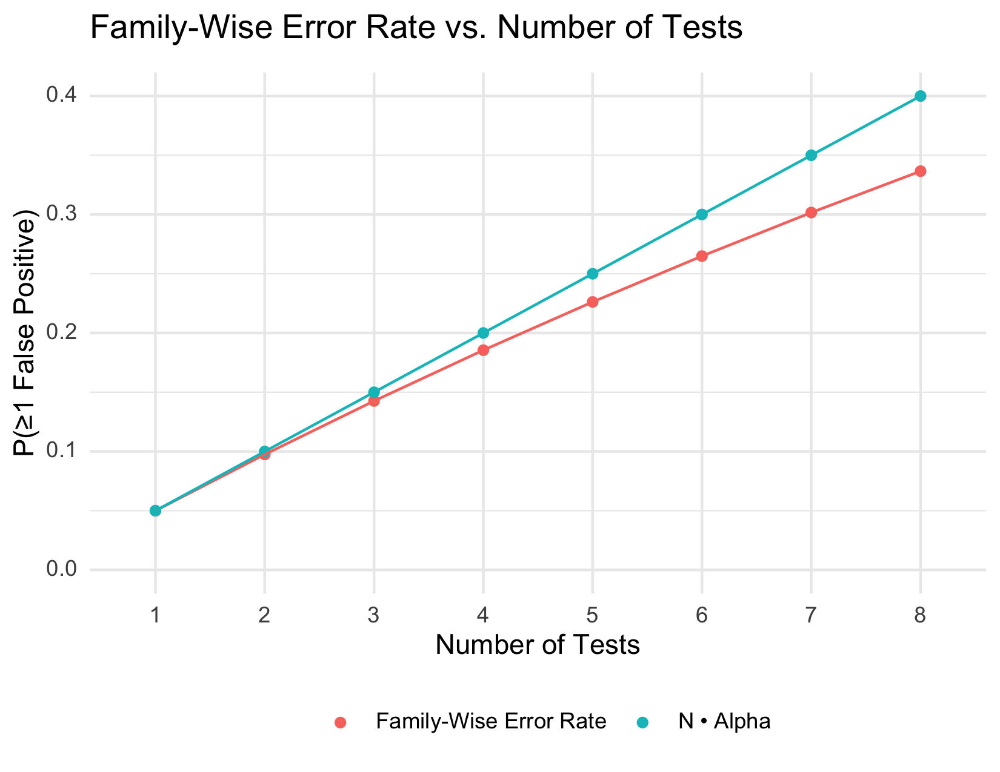 Family-Wise Error Rate vs. Number of Tests
P(≥1 False Positive)
0.4
0.3
0.2
0.1
0.0
1 2 3 4 5 6 7 8
Number of Tests
Family-Wise Error Rate N • Alpha